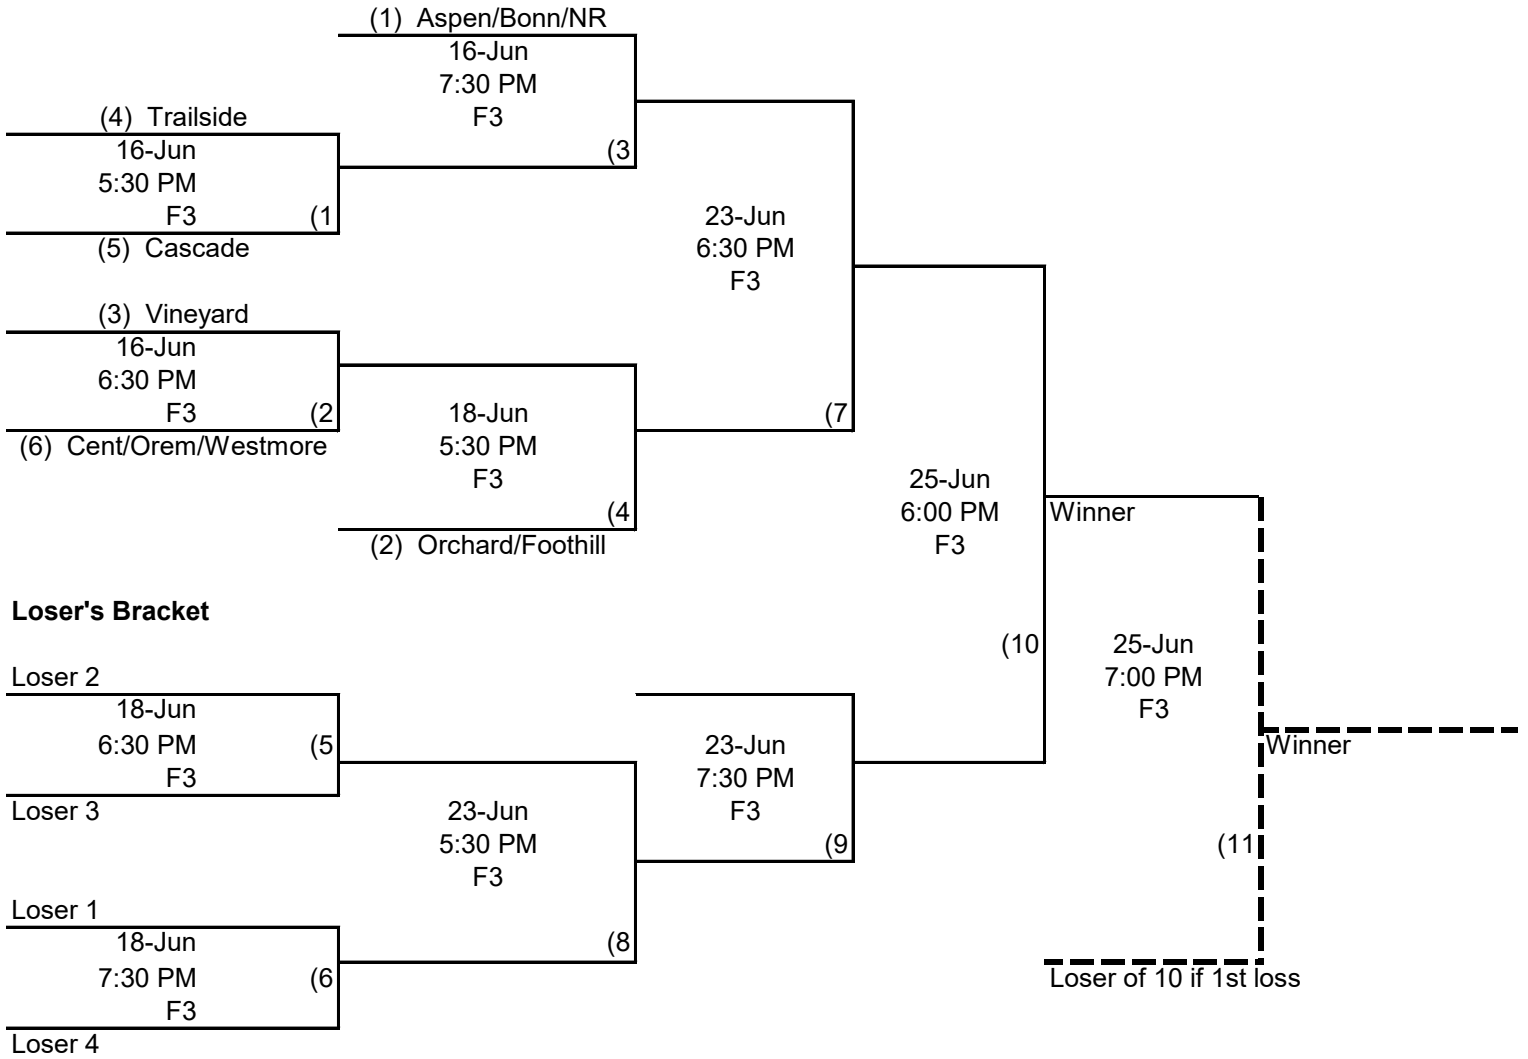 (1)  Aspen/Bonn/NR
16-Jun
7:30 PM
F3
(3
(4)  Trailside
16-Jun
5:30 PM
F3
(1
(5)  Cascade
23-Jun
6:30 PM
F3
(7
(3)  Vineyard
16-Jun
6:30 PM
F3
(2
(6)  Cent/Orem/Westmore
18-Jun
5:30 PM
F3
(4
(2)  Orchard/Foothill
25-Jun
6:00 PM
F3
(10
Winner
Loser's Bracket
Loser 2
18-Jun
6:30 PM
(5
F3
Loser 3
23-Jun
7:30 PM
F3
(9
23-Jun
5:30 PM
F3
(8
Loser 1
18-Jun
7:30 PM
(6
F3
Loser 4
25-Jun
7:00 PM
F3
(11
Winner
Loser of 10 if 1st loss